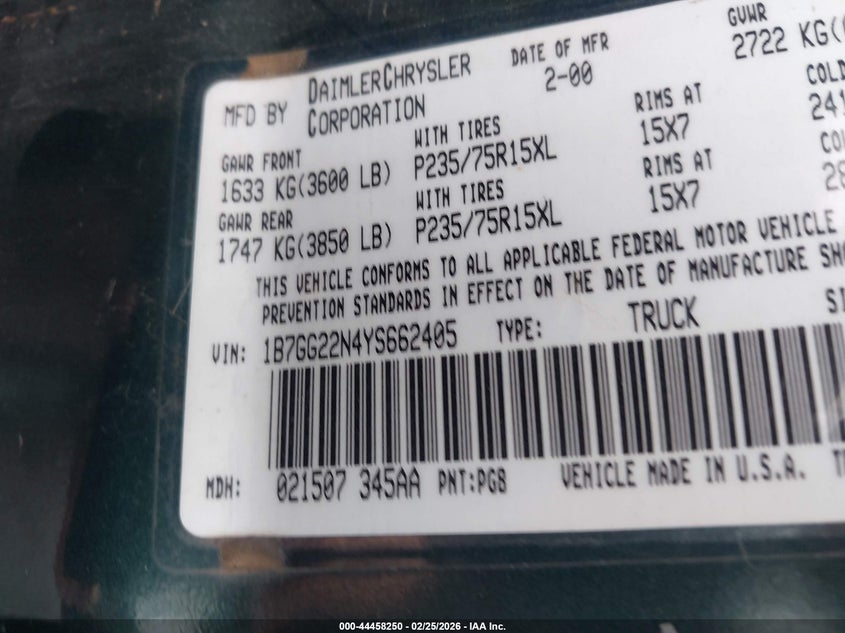 MFD BY DAIMLERCHRYSLER CORPORATION DATE OF MFR 2-00 GVWR 2722 KG(
GAWR FRONT WITH TIRES RIMS AT COLD
1633 KG(3600 LB) P235/75R15XL 15X7 241
GAWR REAR WITH TIRES RIMS AT
1747 KG(3850 LB) P235/75R15XL 15X7 28
THIS VEHICLE CONFORMS TO ALL APPLICABLE FEDERAL MOTOR VEHICLE
PREVENTION STANDARDS IN EFFECT ON THE DATE OF MANUFACTURE
VIN: 1B7GG22N4YS662405 TYPE: TRUCK
MDH: 021507 345AA PNT:PG8 VEHICLE MADE IN U.S.A.
000-44458250 - 02/25/2026 - IAA Inc.